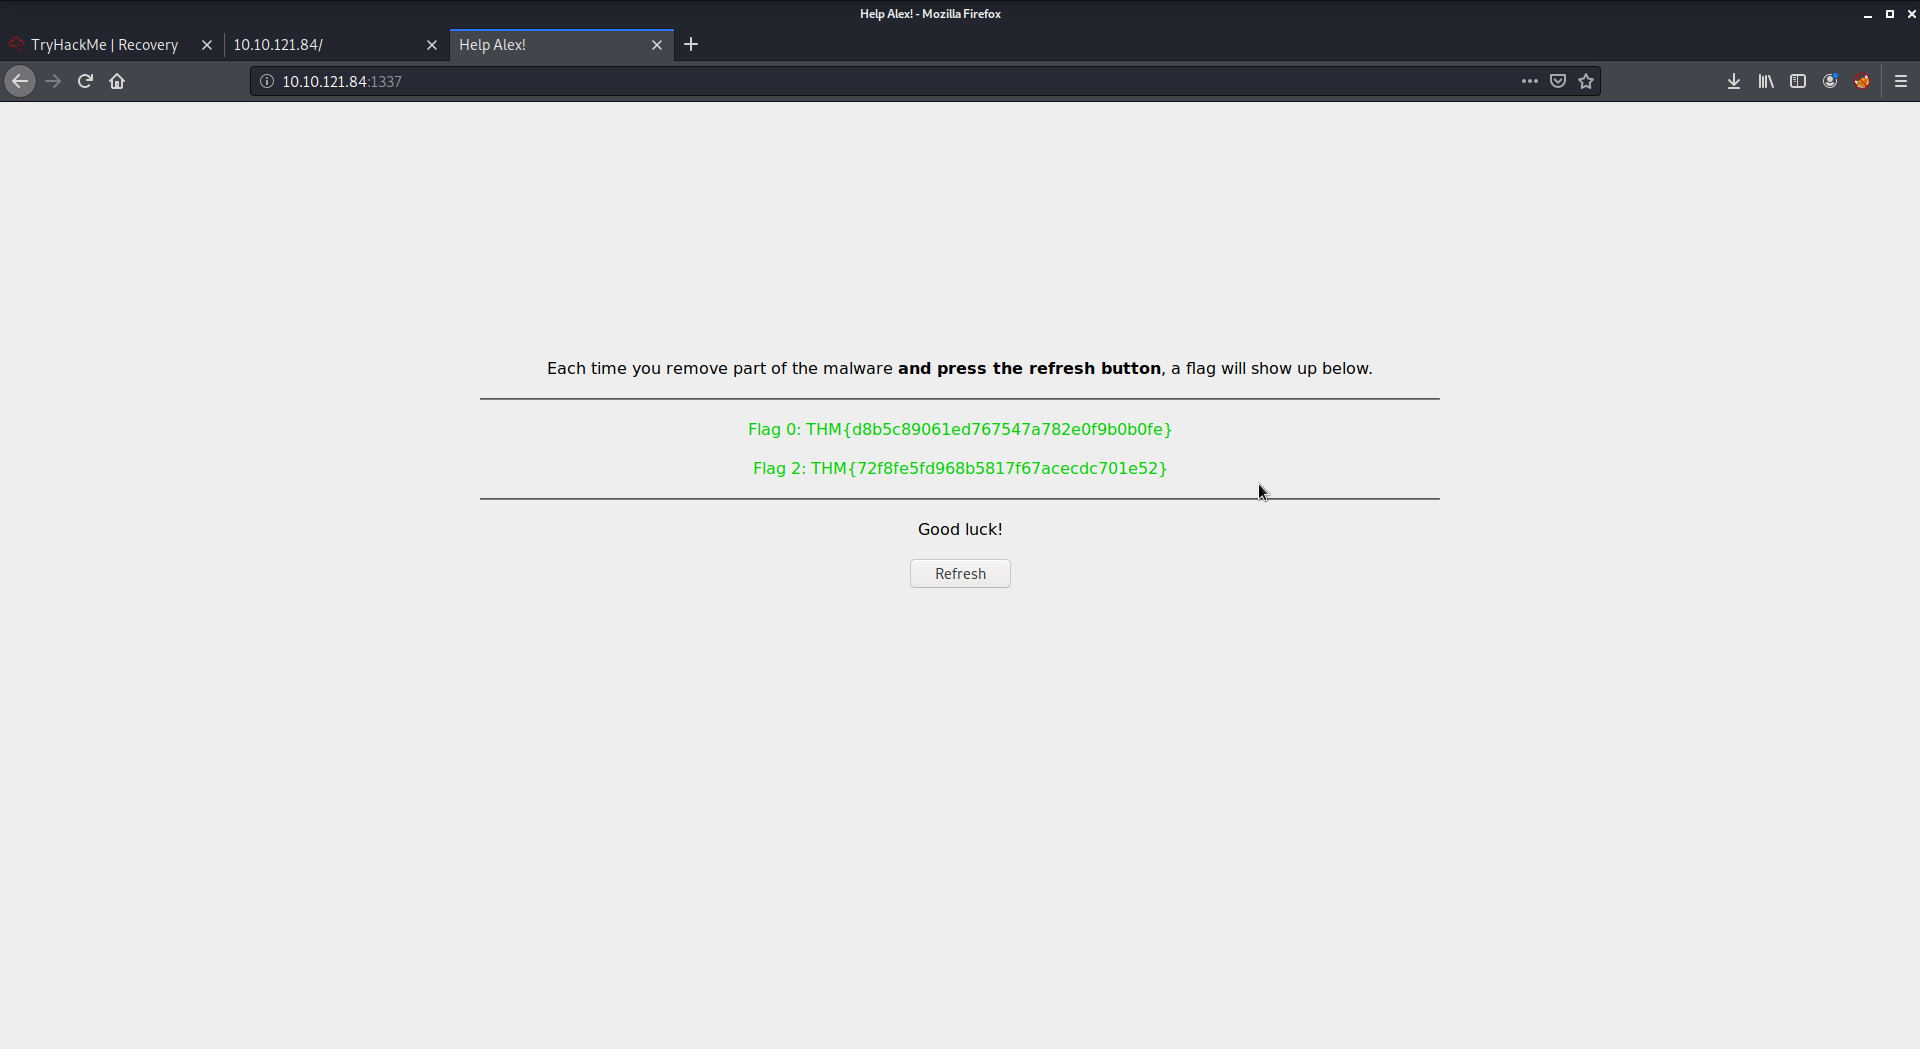 Help Alex! - Mozilla Firefox
TryHackMe | Recovery
10.10.121.84/
Help Alex!
10.10.121.84:1337
Each time you remove part of the malware and press the refresh button, a flag will show up below.
Flag 0: THM{d8b5c89061ed767547a782e0f9b0b0fe}
Flag 2: THM{72f8fe5fd968b5817f67acecdc701e52}
Good luck!
Refresh